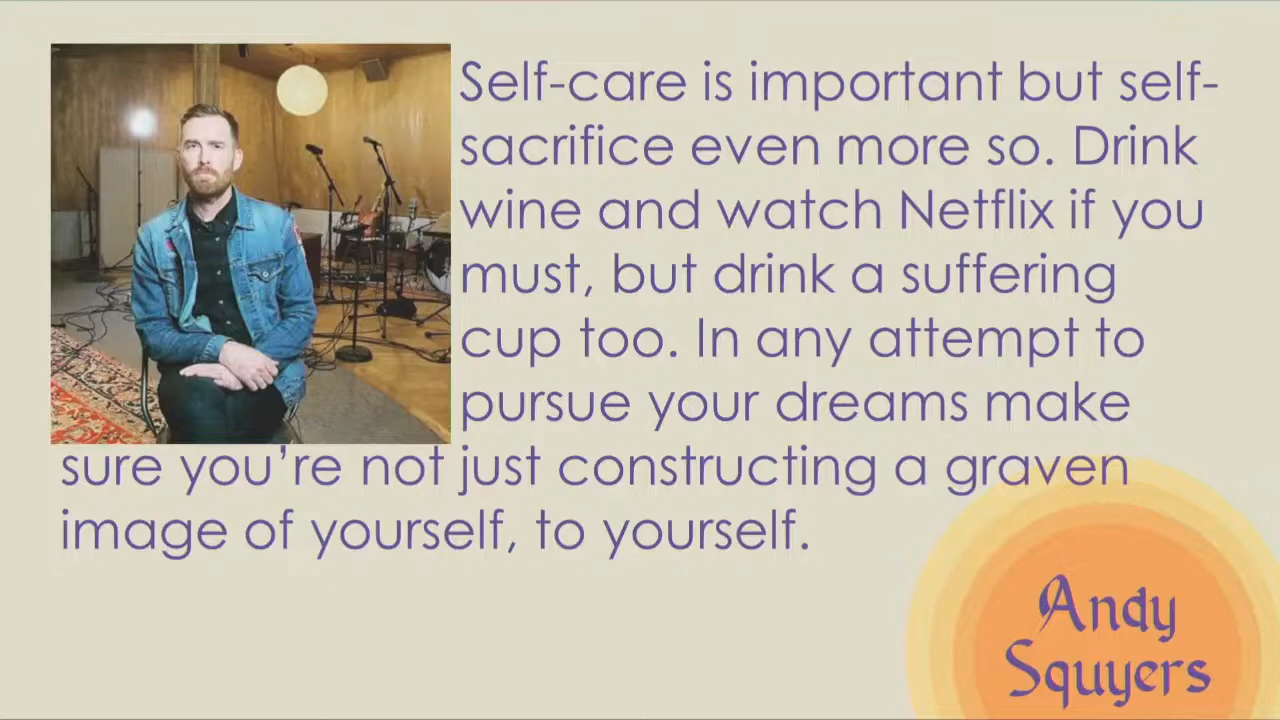 Self-care is important but self-
sacrifice even more so. Drink
wine and watch Netflix if you
must, but drink a suffering
cup too. In any attempt to
pursue your dreams make
sure you’re not just constructing a graven
image of yourself, to yourself.
Andy
Squyers